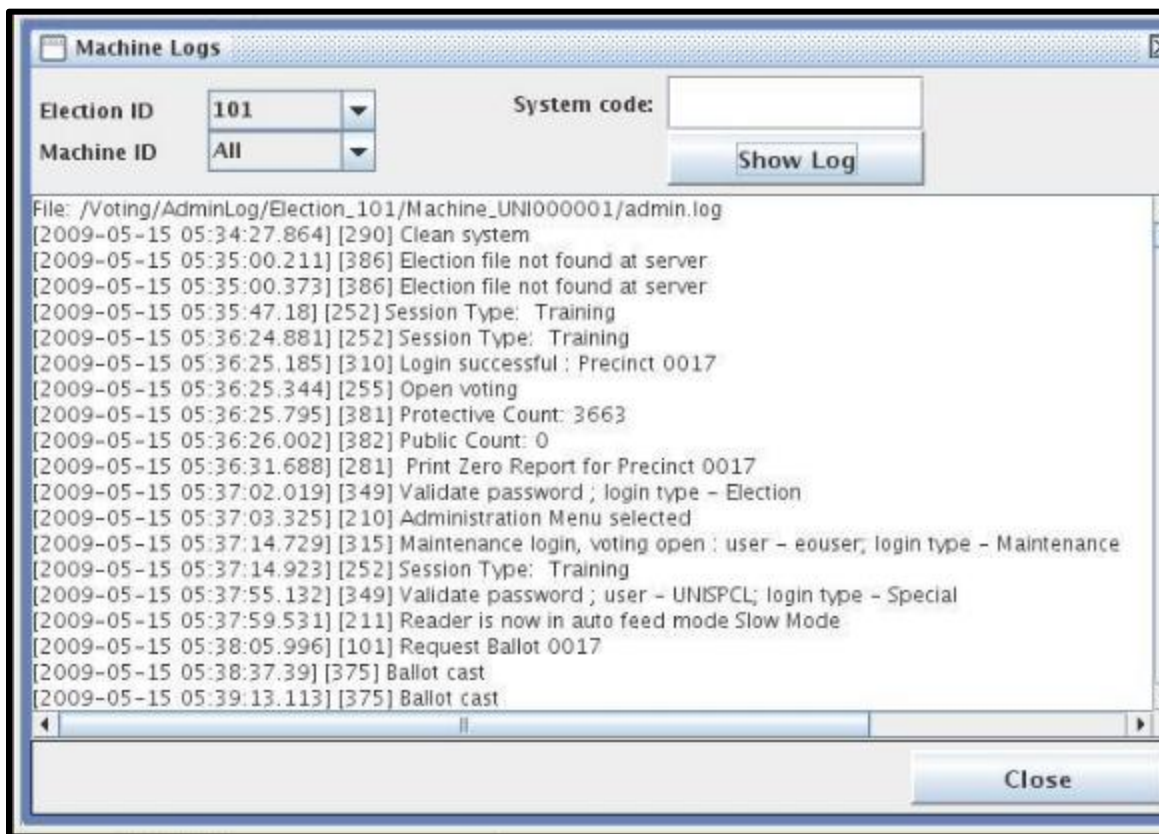 Machine Logs
Election ID 101 System code:
Machine ID All Show Log
File: /Voting/AdminLog/Election_101/Machine_UNI000001/admin.log
[2009-05-15 05:34:27.864] [290] Clean system
[2009-05-15 05:35:00.211] [386] Election file not found at server
[2009-05-15 05:35:00.373] [386] Election file not found at server
[2009-05-15 05:35:47.18] [252] Session Type:  Training
[2009-05-15 05:36:24.881] [252] Session Type:  Training
[2009-05-15 05:36:25.185] [310] Login successful : Precinct 0017
[2009-05-15 05:36:25.344] [255] Open voting
[2009-05-15 05:36:25.795] [381] Protective Count: 3663
[2009-05-15 05:36:26.002] [382] Public Count: 0
[2009-05-15 05:36:31.688] [281]  Print Zero Report for Precinct 0017
[2009-05-15 05:37:02.019] [349] Validate password ; login type - Election
[2009-05-15 05:37:03.325] [210] Administration Menu selected
[2009-05-15 05:37:14.729] [315] Maintenance login, voting open : user - eouser; login type - Maintenance
[2009-05-15 05:37:14.923] [252] Session Type:  Training
[2009-05-15 05:37:55.132] [349] Validate password ; user - UNISPCL; login type - Special
[2009-05-15 05:37:59.531] [211] Reader is now in auto feed mode Slow Mode
[2009-05-15 05:38:05.996] [101] Request Ballot 0017
[2009-05-15 05:38:37.39] [375] Ballot cast
[2009-05-15 05:39:13.113] [375] Ballot cast
Close